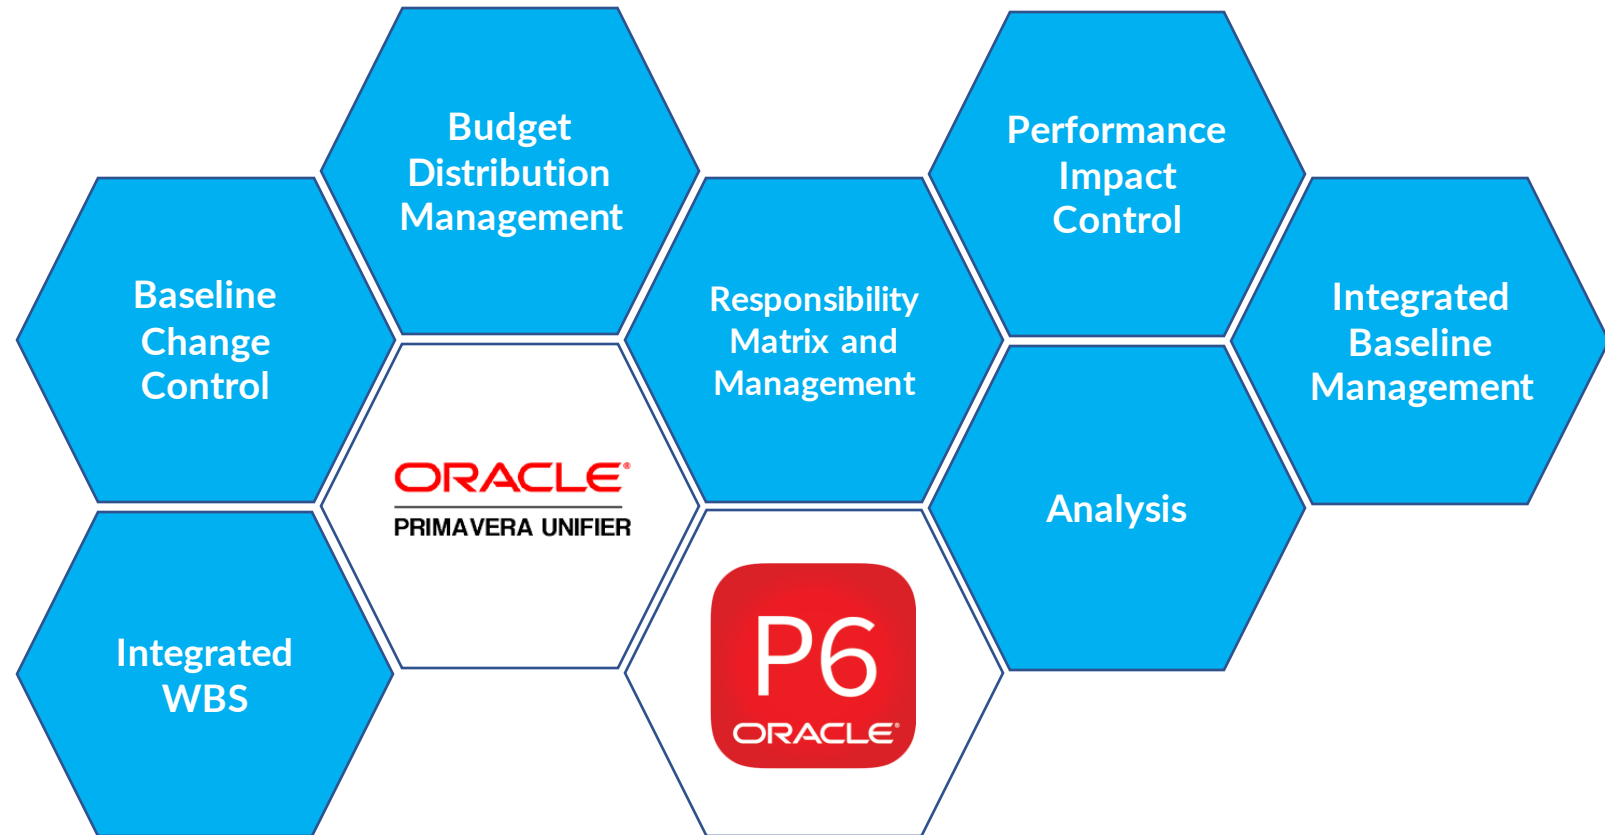 Budget
Distribution
Management
Performance
Impact
Control
Baseline
Change
Control
Responsibility
Matrix and
Management
Integrated
Baseline
Management
ORACLE®
PRIMAVERA UNIFIER
Analysis
Integrated
WBS
P6
ORACLE®